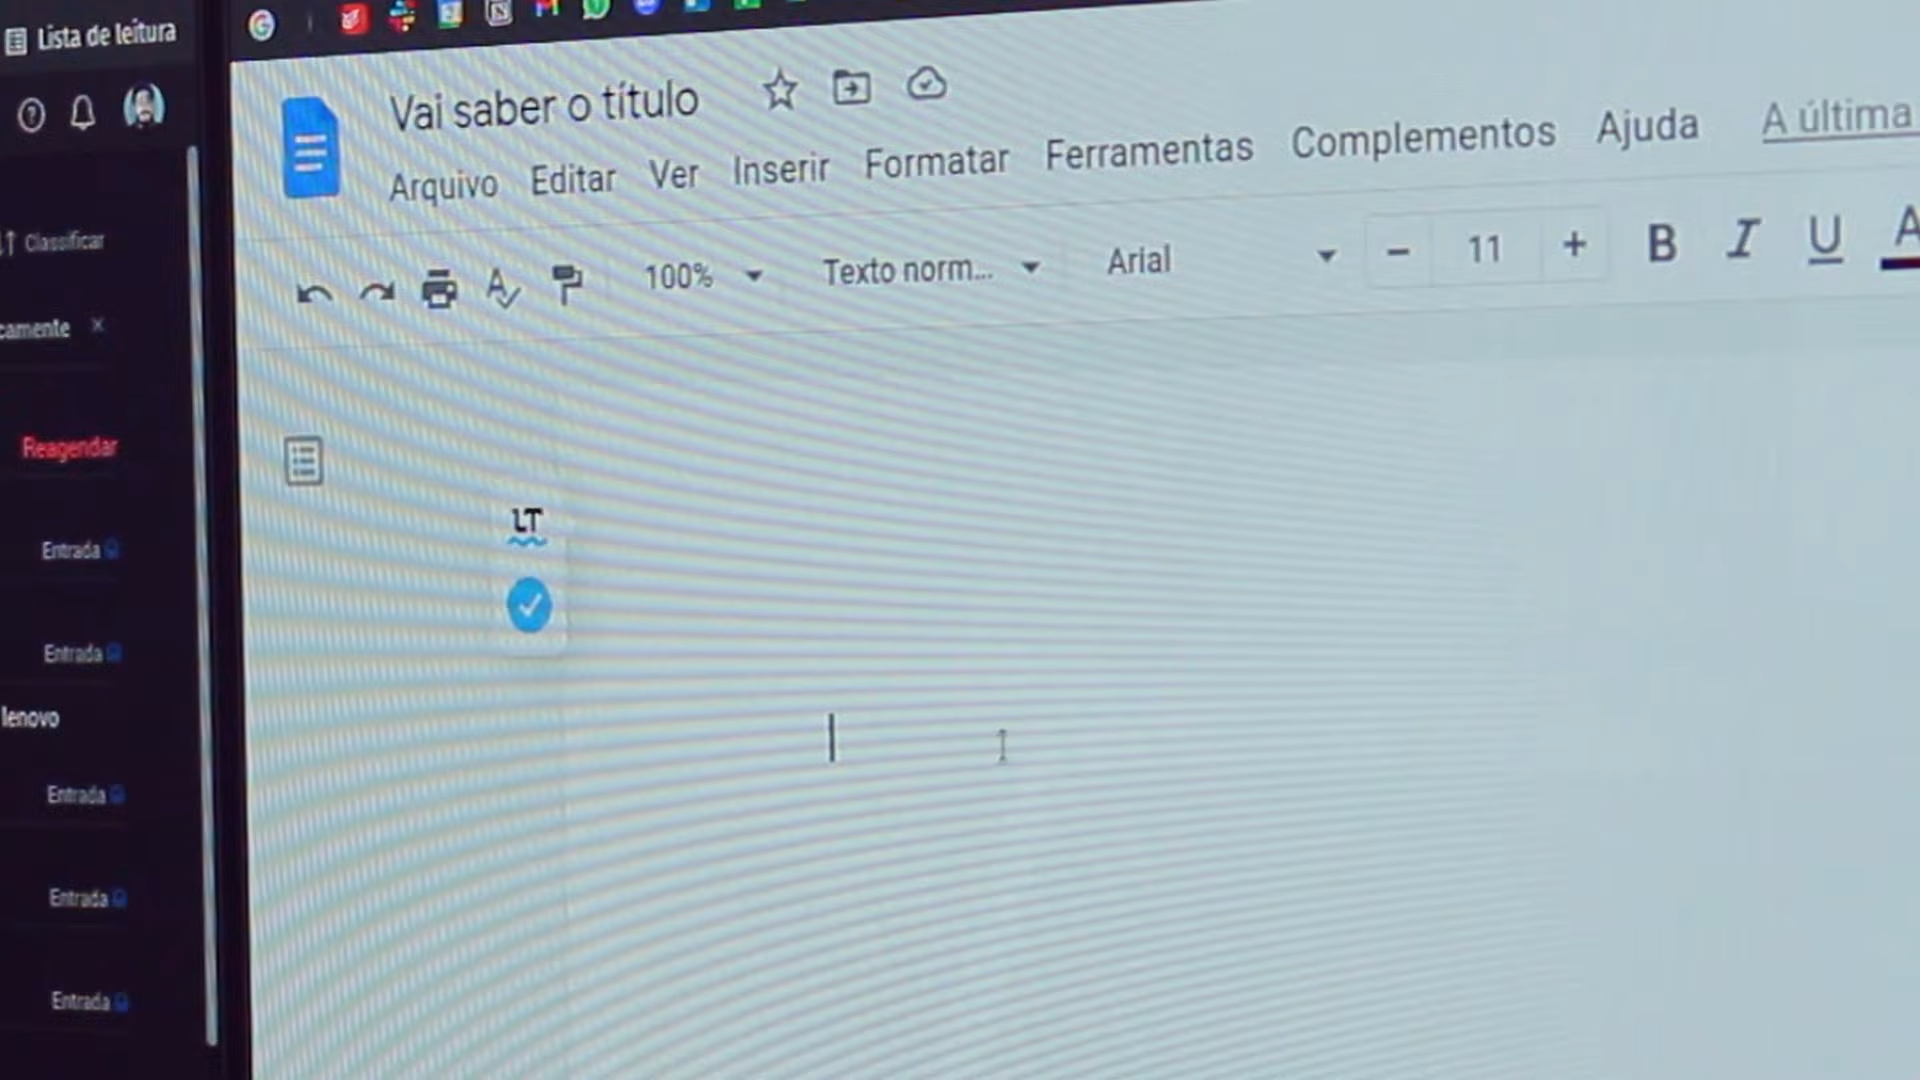 Lista de leitura
Classificar
camente ×
Reagendar
Entrada
Entrada
lenovo
Entrada
Entrada
Entrada
Vai saber o título
Arquivo Editar Ver Inserir Formatar Ferramentas Complementos Ajuda A última
100% Texto norm... Arial - 11 + B I U A
LT